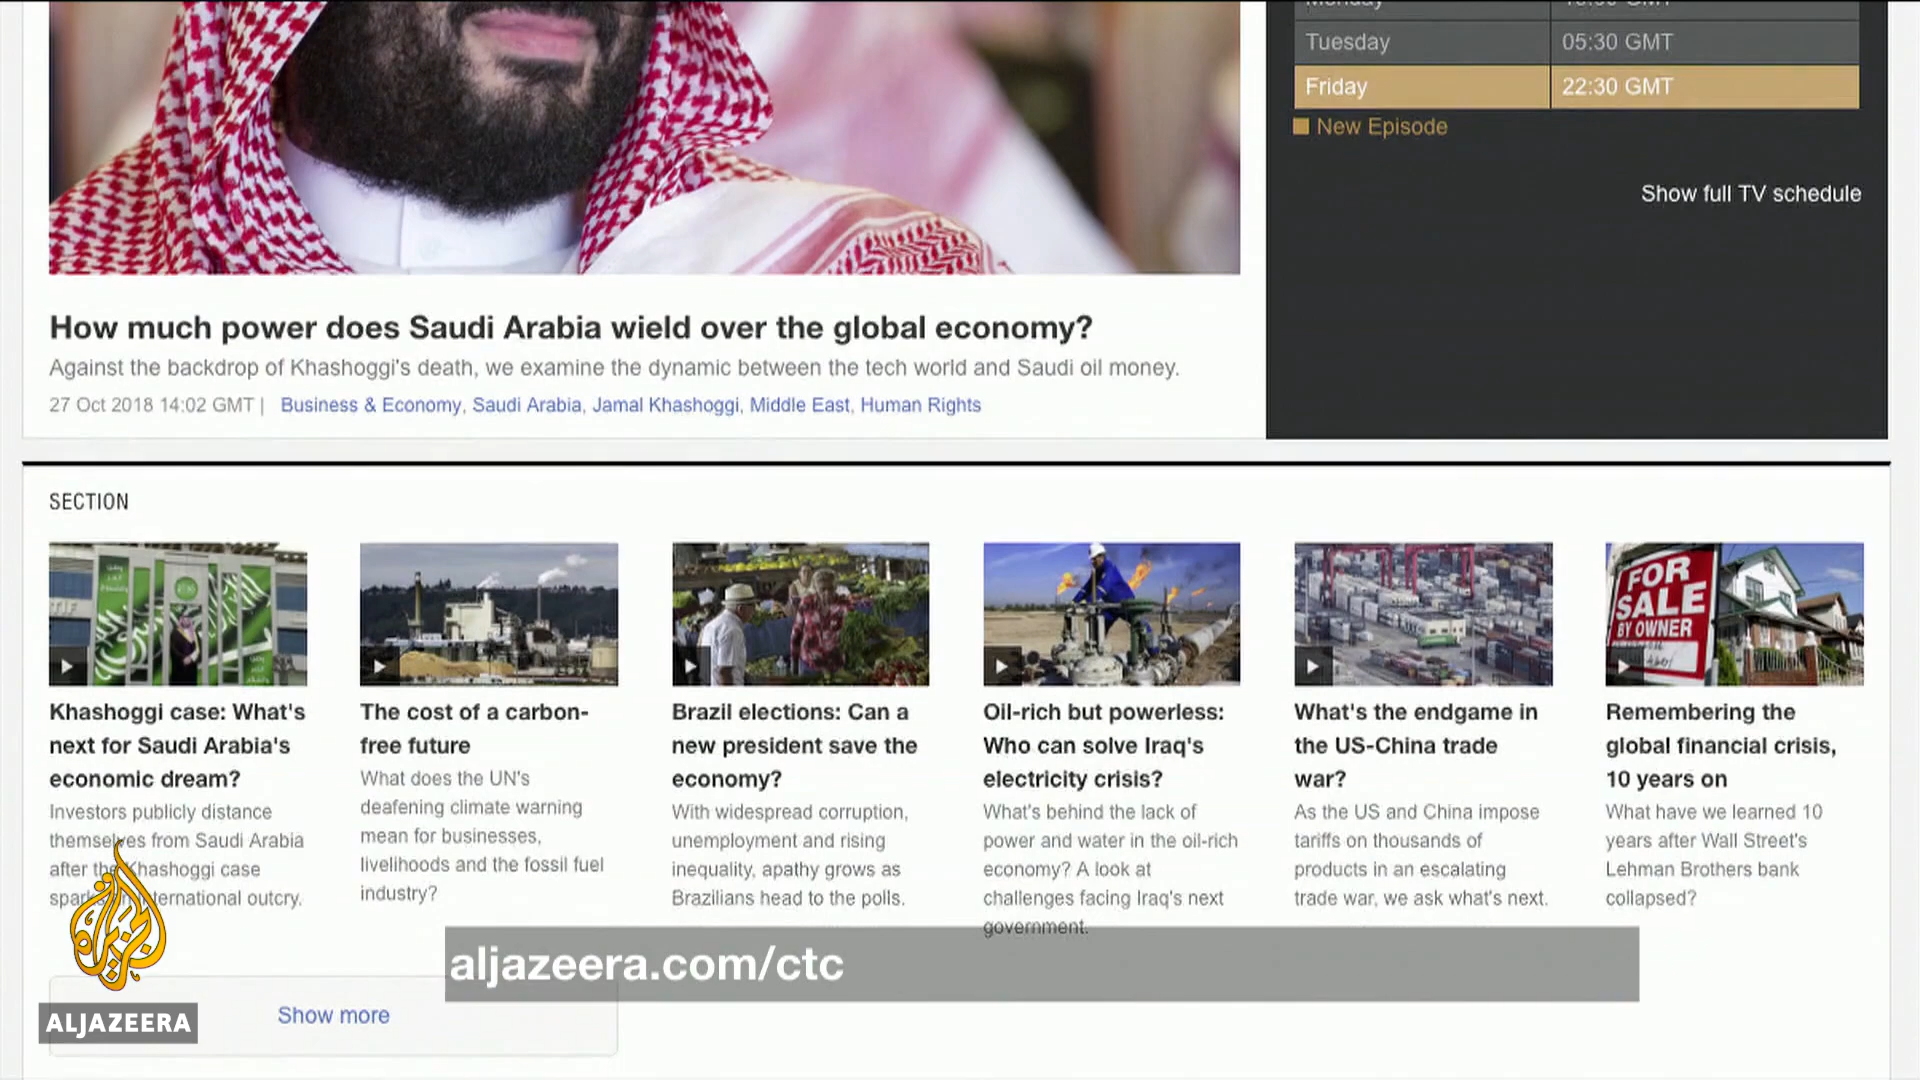 Monday
Tuesday 05:30 GMT
Friday 22:30 GMT
New Episode
Show full TV schedule
How much power does Saudi Arabia wield over the global economy?
Against the backdrop of Khashoggi's death, we examine the dynamic between the tech world and Saudi oil money.
27 Oct 2018 14:02 GMT | Business & Economy, Saudi Arabia, Jamal Khashoggi, Middle East, Human Rights
SECTION
FOR
SALE
BY OWNER
Khashoggi case: What's
next for Saudi Arabia's
economic dream?
Investors publicly distance
themselves from Saudi Arabia
after the Khashoggi case
sparks an international outcry.
The cost of a carbon-
free future
What does the UN's
deafening climate warning
mean for businesses,
livelihoods and the fossil fuel
industry?
Brazil elections: Can a
new president save the
economy?
With widespread corruption,
unemployment and rising
inequality, apathy grows as
Brazilians head to the polls.
Oil-rich but powerless:
Who can solve Iraq's
electricity crisis?
What's behind the lack of
power and water in the oil-rich
economy? A look at
challenges facing Iraq's next
government.
What's the endgame in
the US-China trade
war?
As the US and China impose
tariffs on thousands of
products in an escalating
trade war, we ask what's next.
Remembering the
global financial crisis,
10 years on
What have we learned 10
years after Wall Street's
Lehman Brothers bank
collapsed?
aljazeera.com/ctc
Show more
الجزيرة
ALJAZEERA